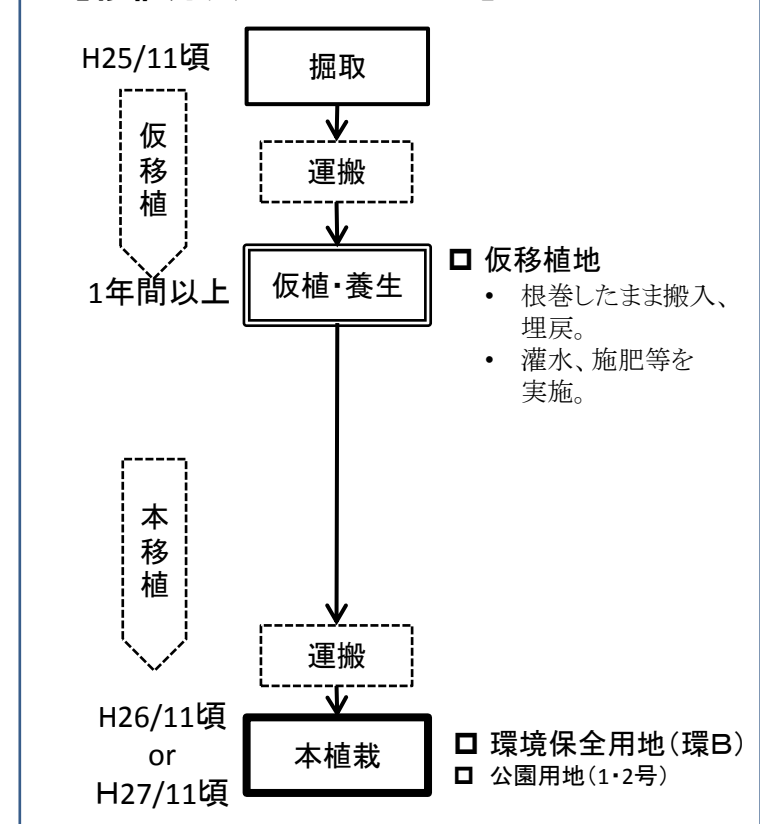 H25/11頃
掘取
仮移植
運搬
1年間以上
仮植・養生
□ 仮移植地
• 根巻したまま搬入、
埋戻。
• 灌水、施肥等を
実施。
本移植
運搬
H26/11頃
or
H27/11頃
本植栽
□ 環境保全用地(環B)
□ 公園用地(1・2号)